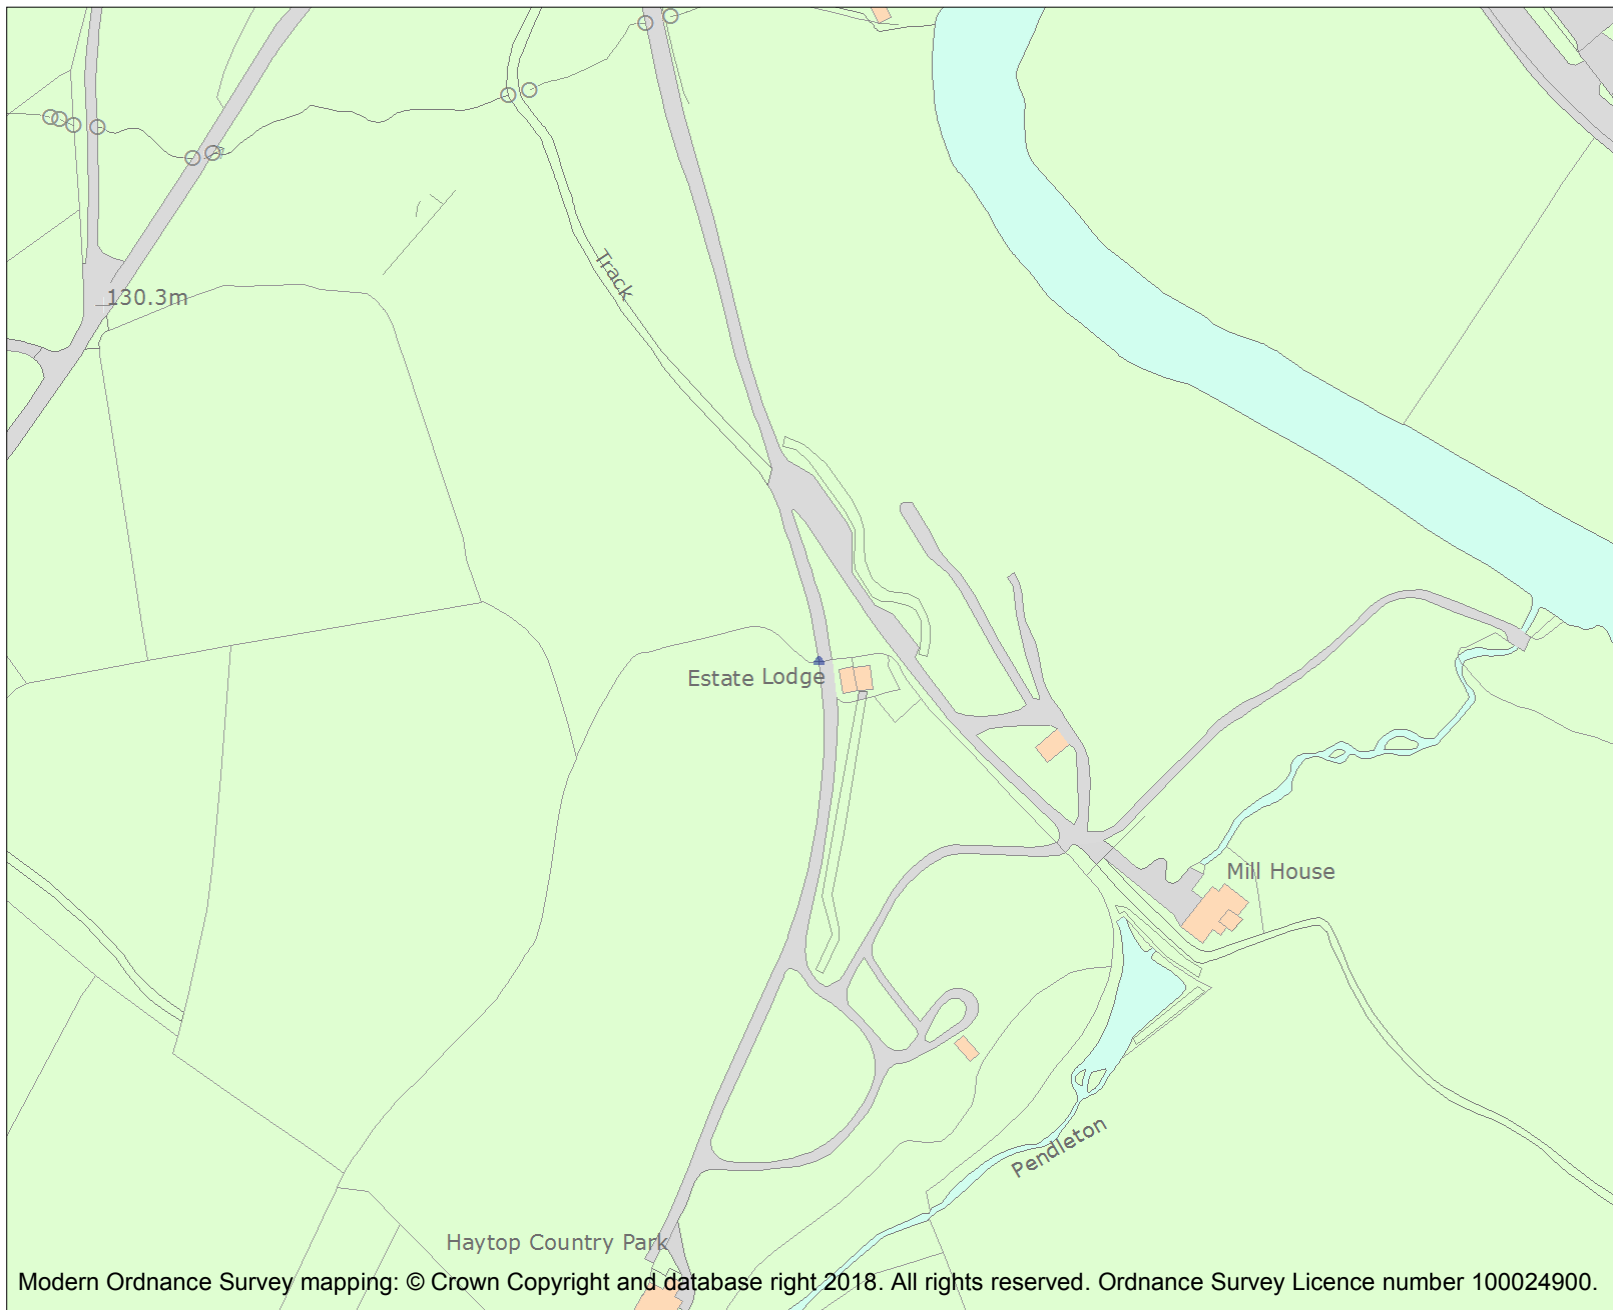 Track
130.3m
Estate Lodge
Mill House
Pendleton
Haytop Country Park
Modern Ordnance Survey mapping: © Crown Copyright and database right 2018. All rights reserved. Ordnance Survey Licence number 100024900.